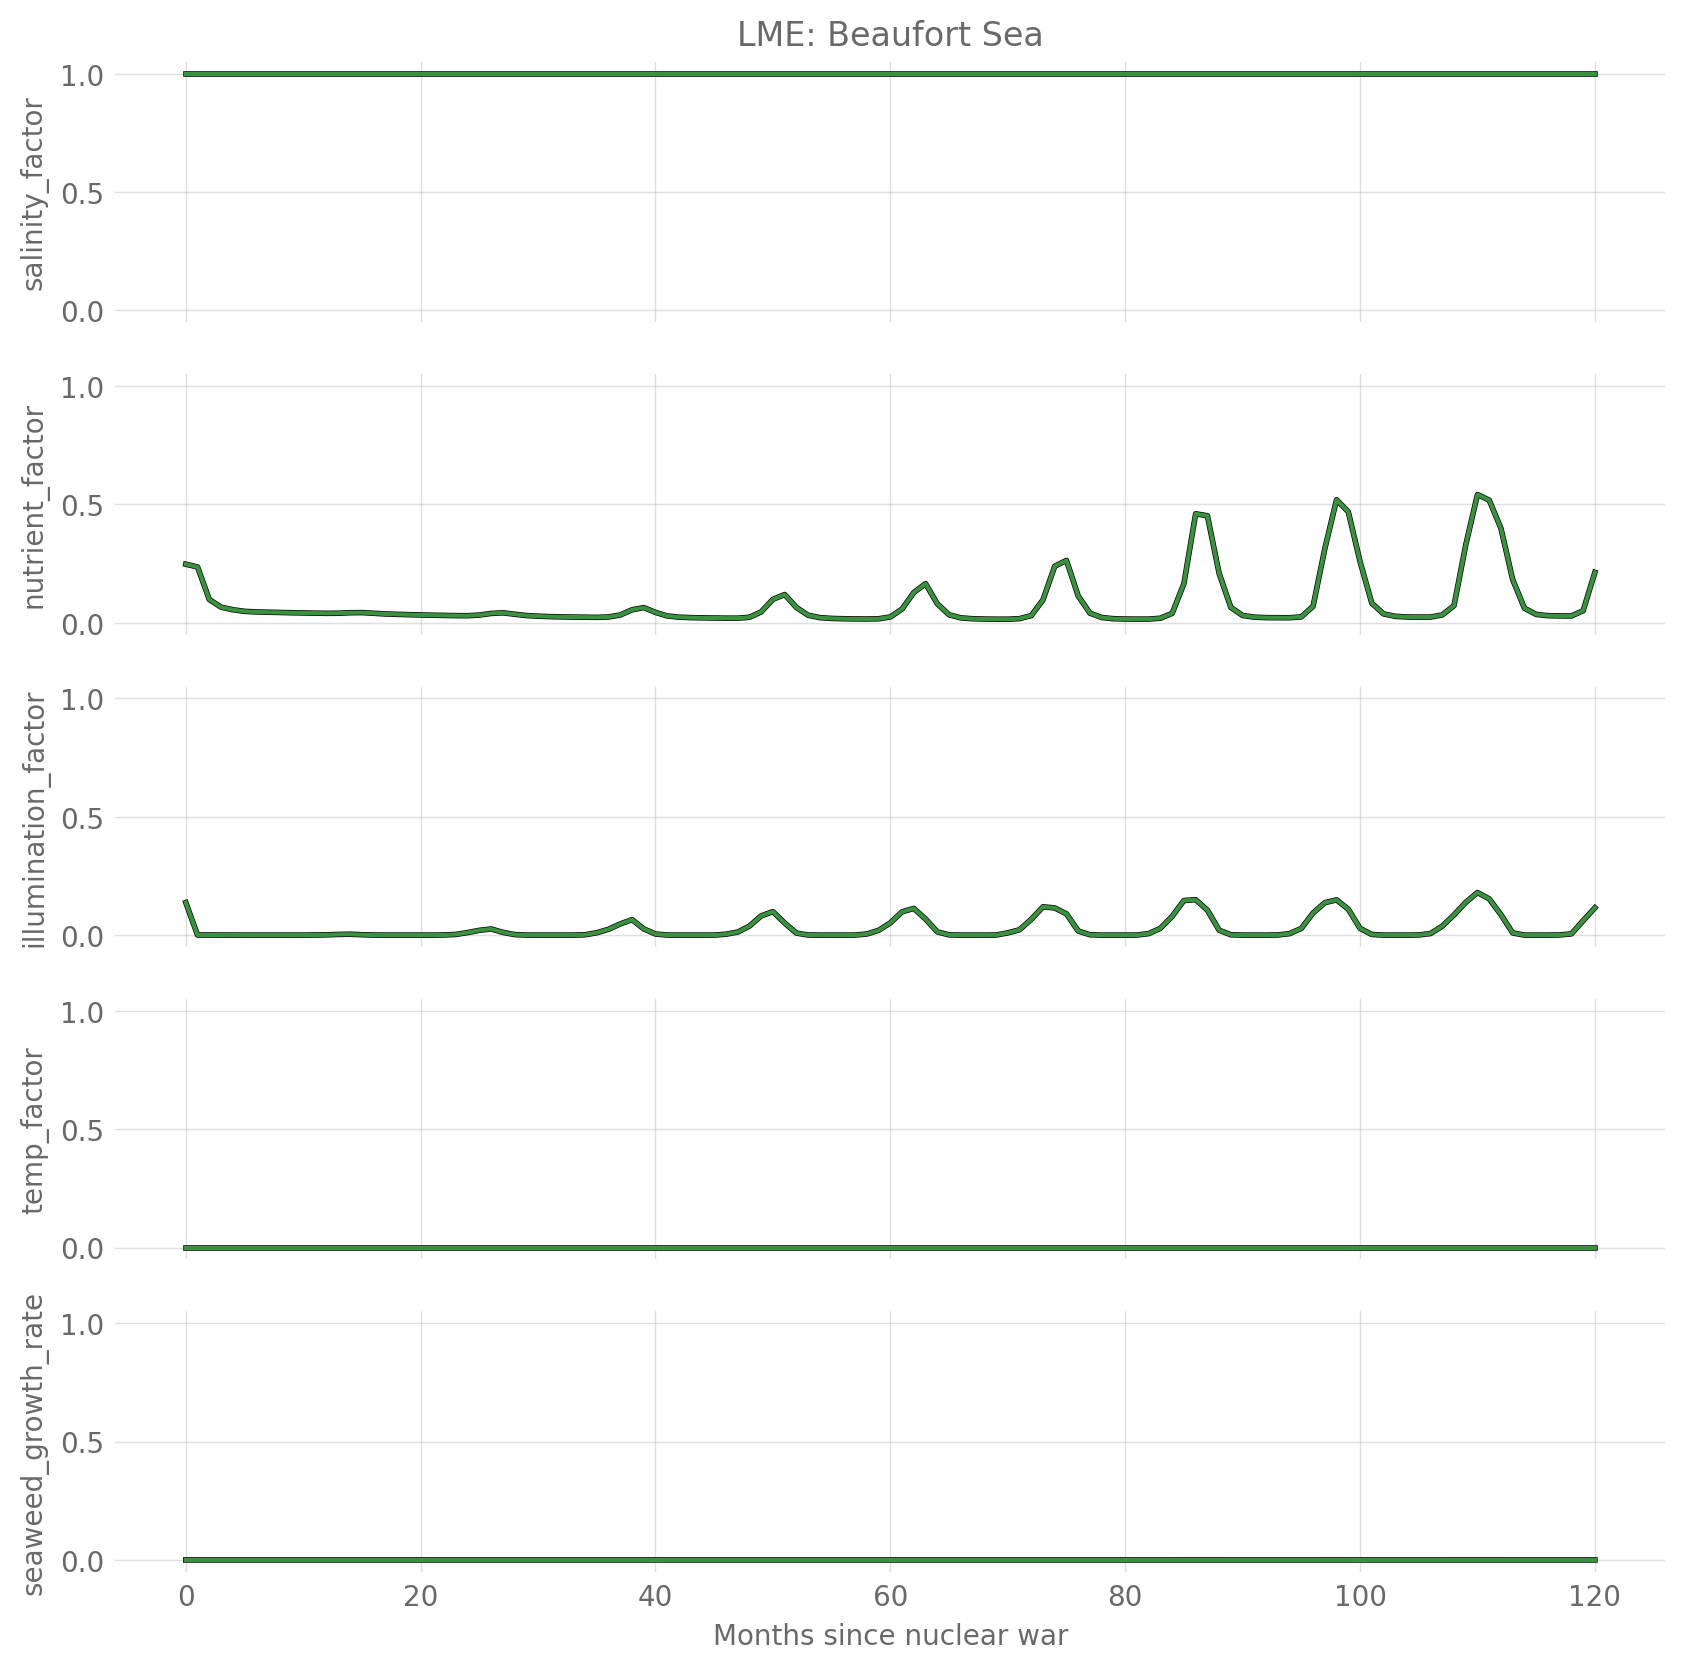 LME: Beaufort Sea
salinity_factor
1.0
0.5
0.0
nutrient_factor
1.0
0.5
0.0
illumination_factor
1.0
0.5
0.0
temp_factor
1.0
0.5
0.0
seaweed_growth_rate
1.0
0.5
0.0
0 20 40 60 80 100 120
Months since nuclear war